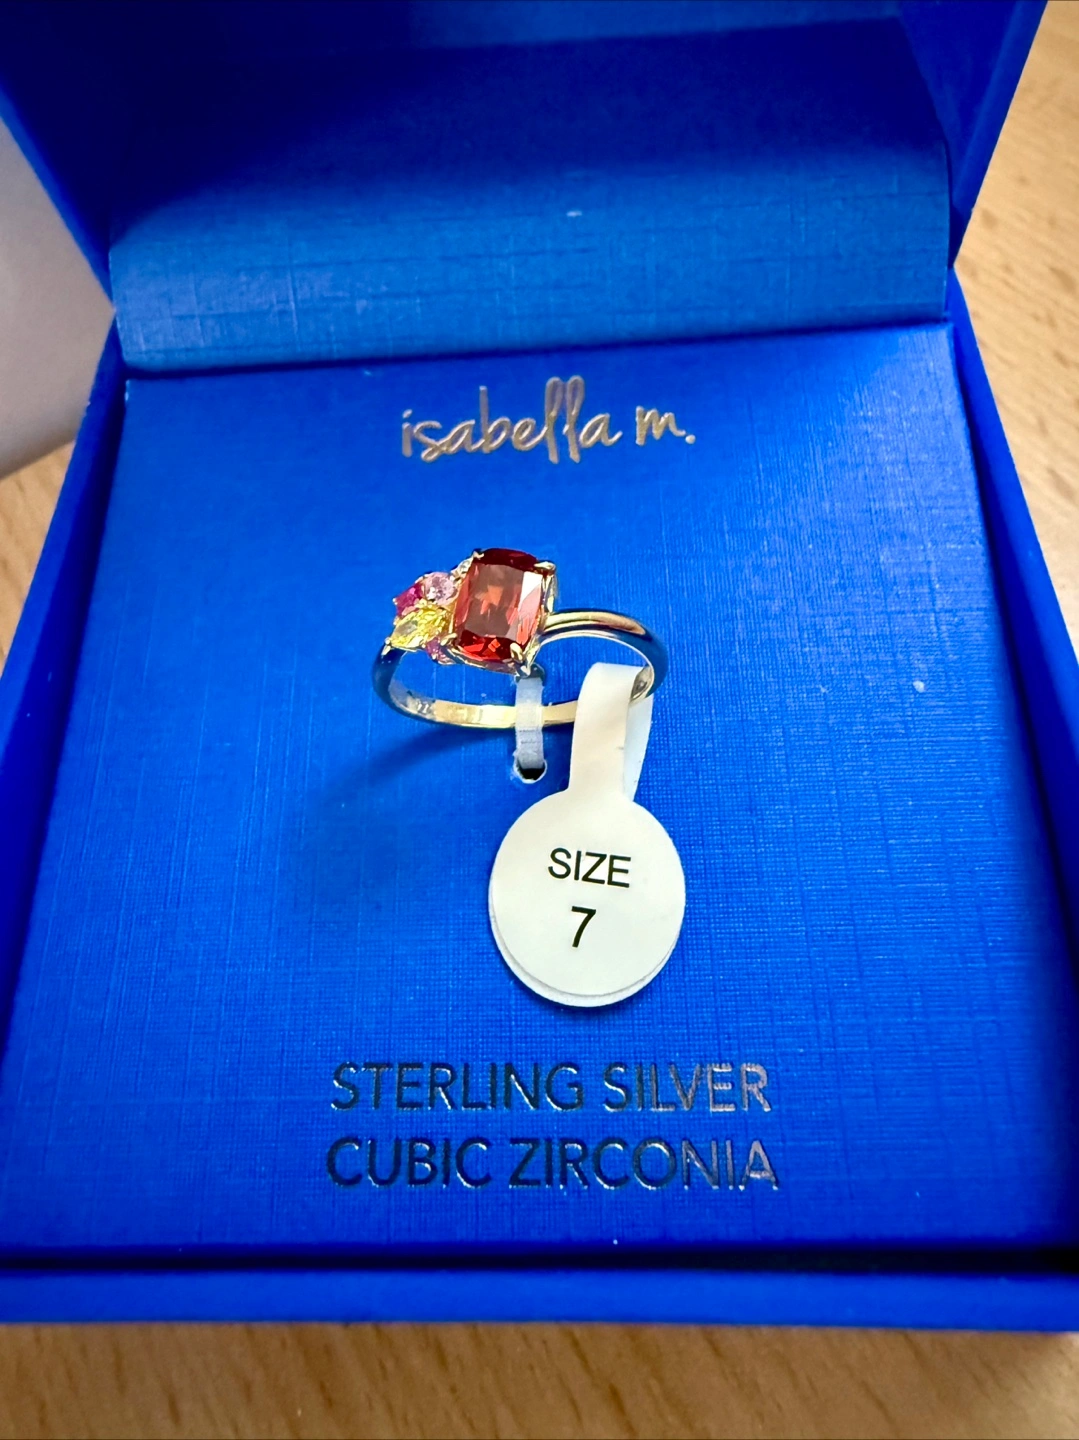 isabella m.
SIZE
7
STERLING SILVER
CUBIC ZIRCONIA